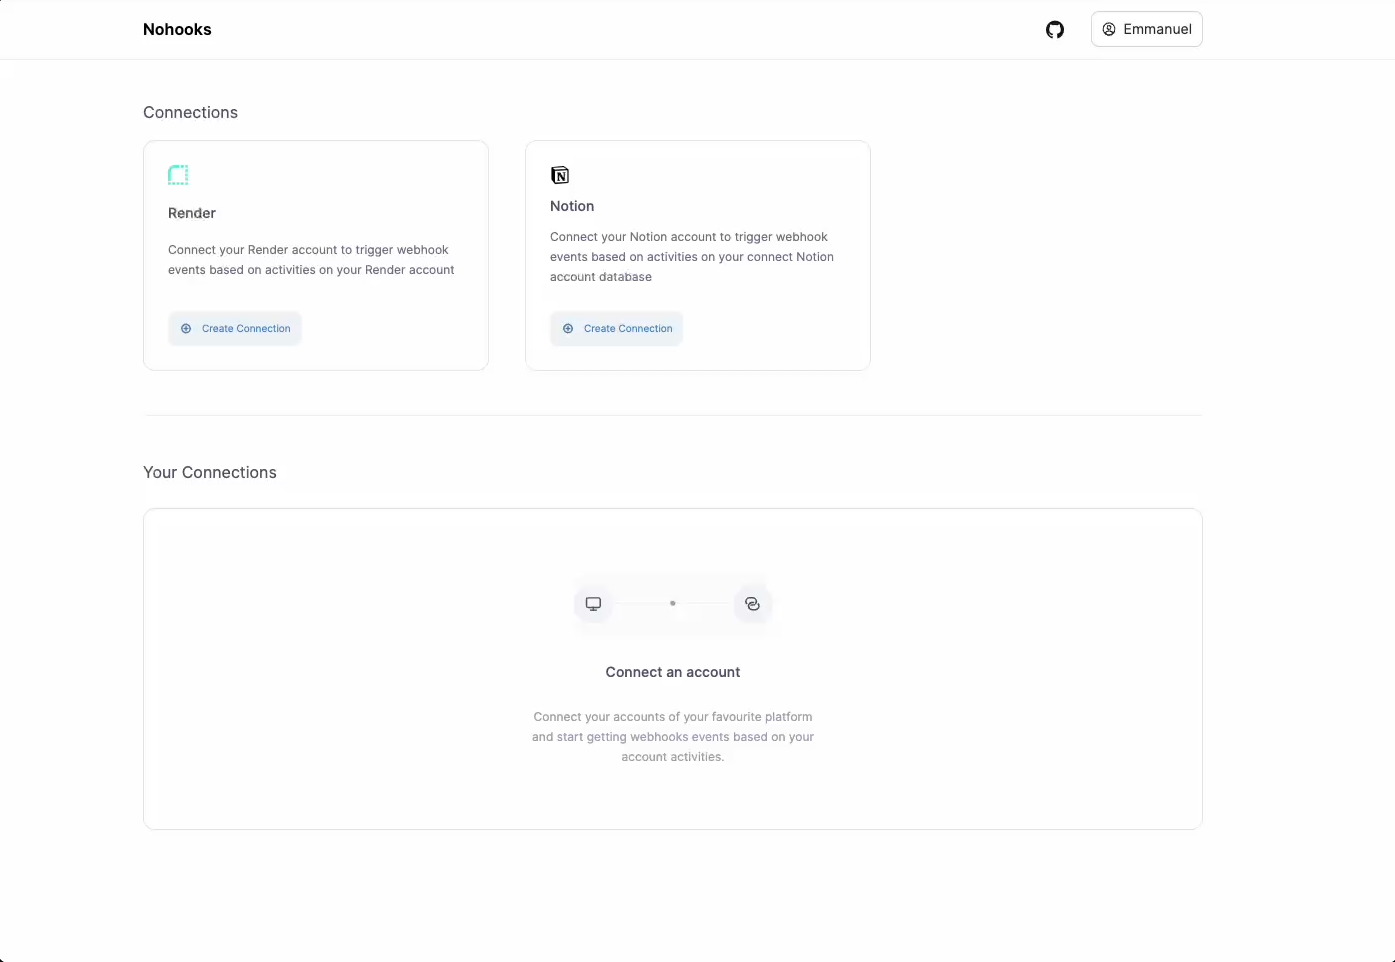 Nohooks
Emmanuel
Connections
Render
Connect your Render account to trigger webhook
events based on activities on your Render account
Create Connection
Notion
Connect your Notion account to trigger webhook
events based on activities on your connect Notion
account database
Create Connection
Your Connections
Connect an account
Connect your accounts of your favourite platform
and start getting webhooks events based on your
account activities.